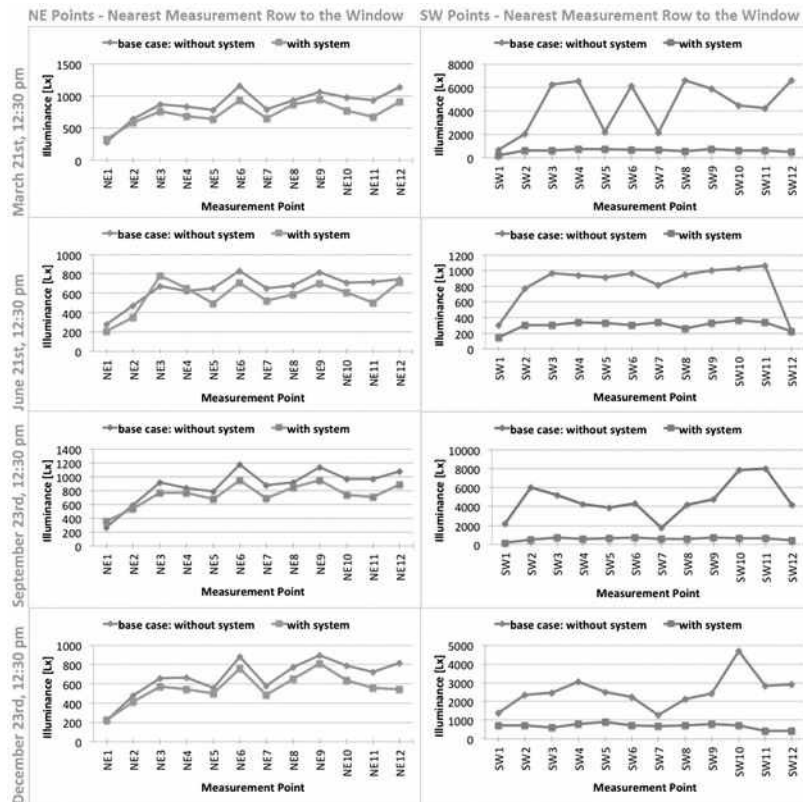 NE Points - Nearest Measurement Row to the Window
SW Points - Nearest Measurement Row to the Window
March 21st, 12:30 pm
base case: without system
with system
Illuminance [Lx]
1500
1000
500
0
NE1
NE2
NE3
NE4
NE5
NE6
NE7
NE8
NE9
NE10
NE11
NE12
Measurement Point
base case: without system
with system
Illuminance [Lx]
8000
6000
4000
2000
0
SW1
SW2
SW3
SW4
SW5
SW6
SW7
SW8
SW9
SW10
SW11
SW12
Measurement Point
June 21st, 12:30 pm
base case: without system
with system
Illuminance [Lx]
1000
800
600
400
200
0
NE1
NE2
NE3
NE4
NE5
NE6
NE7
NE8
NE9
NE10
NE11
NE12
Measurement Point
base case: without system
with system
Illuminance [Lx]
1200
1000
800
600
400
200
0
SW1
SW2
SW3
SW4
SW5
SW6
SW7
SW8
SW9
SW10
SW11
SW12
Measurement Point
September 23rd, 12:30 pm
base case: without system
with system
Illuminance [Lx]
1400
1200
1000
800
600
400
200
0
NE1
NE2
NE3
NE4
NE5
NE6
NE7
NE8
NE9
NE10
NE11
NE12
Measurement Point
base case: without system
with system
Illuminance [Lx]
10000
8000
6000
4000
2000
0
SW1
SW2
SW3
SW4
SW5
SW6
SW7
SW8
SW9
SW10
SW11
SW12
Measurement Point
December 23rd, 12:30 pm
base case: without system
with system
Illuminance [Lx]
1000
800
600
400
200
0
NE1
NE2
NE3
NE4
NE5
NE6
NE7
NE8
NE9
NE10
NE11
NE12
Measurement Point
base case: without system
with system
Illuminance [Lx]
5000
4000
3000
2000
1000
0
SW1
SW2
SW3
SW4
SW5
SW6
SW7
SW8
SW9
SW10
SW11
SW12
Measurement Point